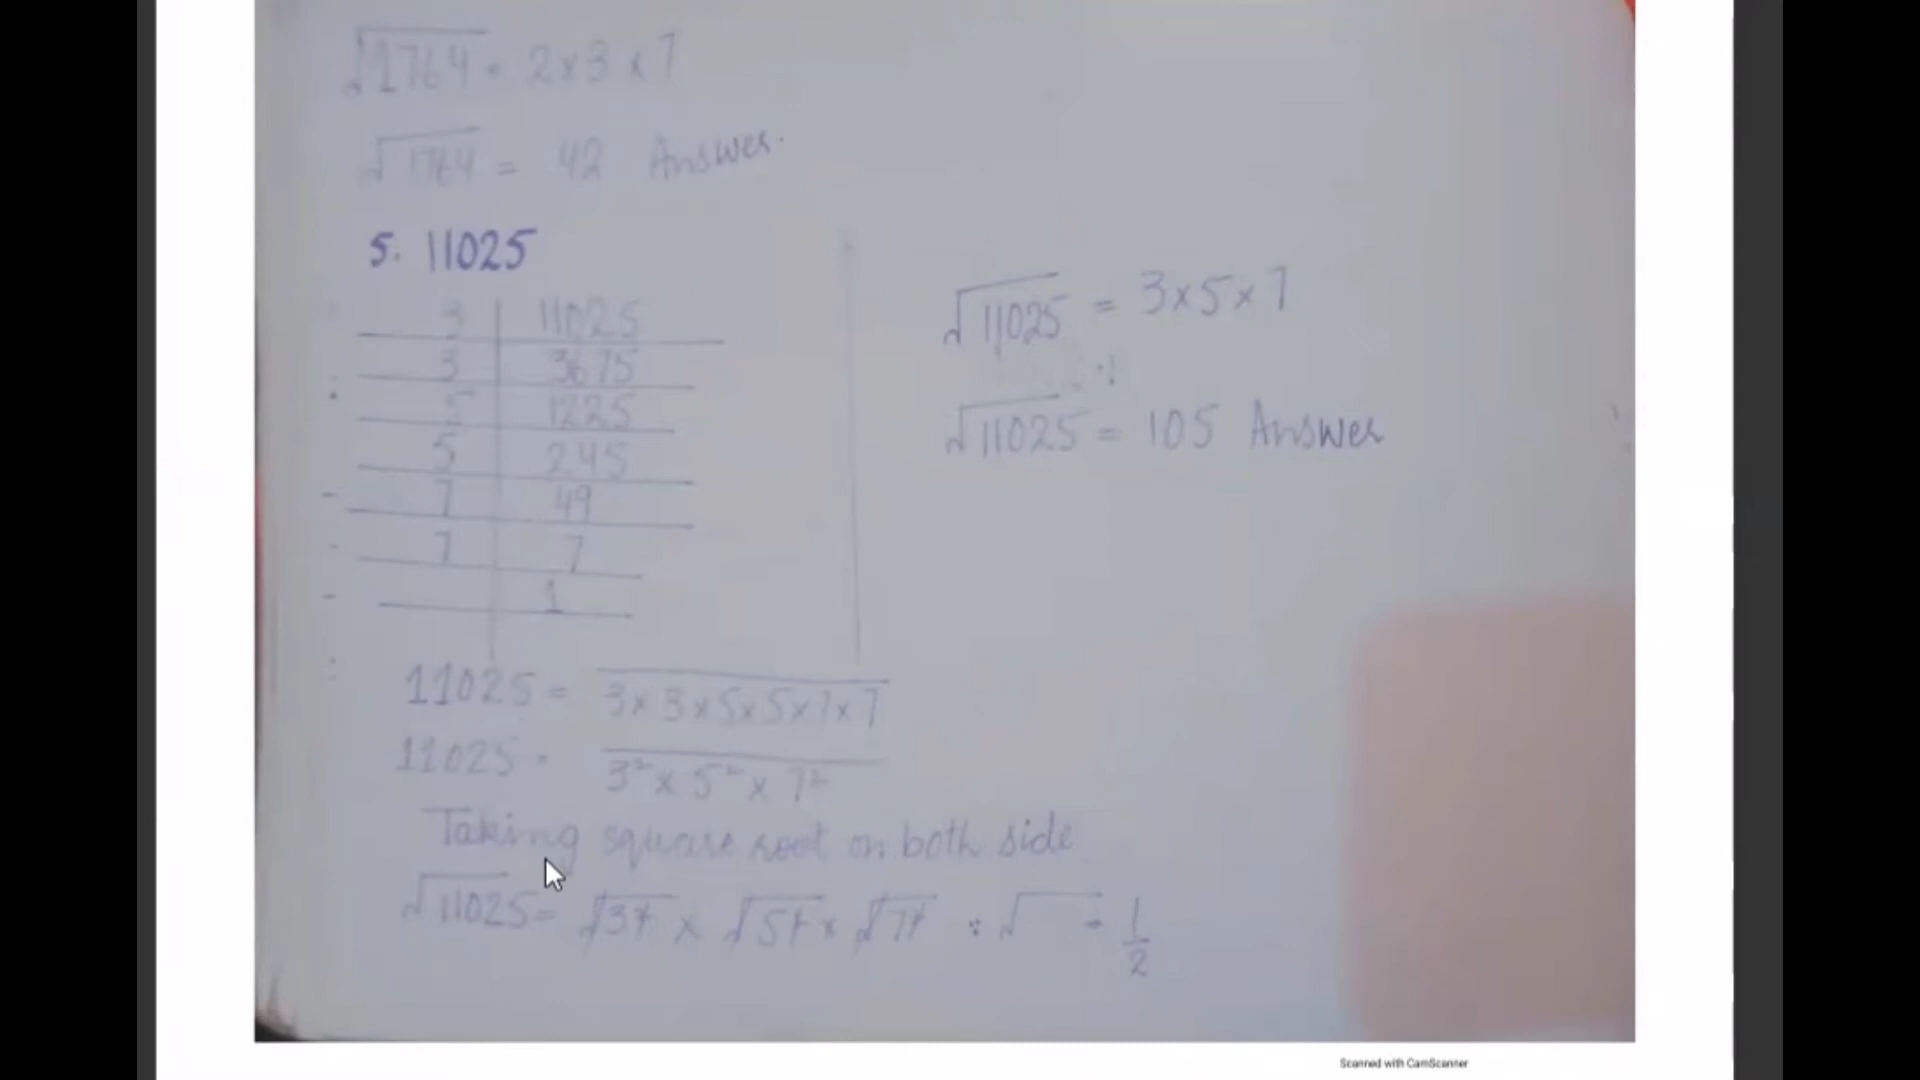 √1764 = 2×3×7
√1764 = 42 Answer.
5. 11025
3 | 11025
3 | 3675
5 | 1225
5 | 245
7 | 49
7 | 7
1
11025 = 3×3×5×5×7×7
11025 = 3²×5²×7²
Taking square root on both side
√11025 = √3² × √5² × √7² ∵ √ = 1/2
√11025 = 3×5×7
√11025 = 105 Answer
Scanned with CamScanner